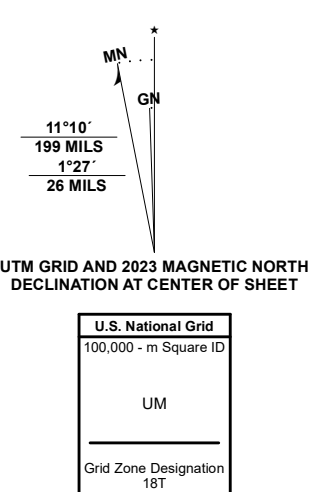 ★
MN
GN
11°10´
199 MILS
1°27´
26 MILS
UTM GRID AND 2023 MAGNETIC NORTH
DECLINATION AT CENTER OF SHEET
U.S. National Grid
100,000 - m Square ID
UM
Grid Zone Designation
18T